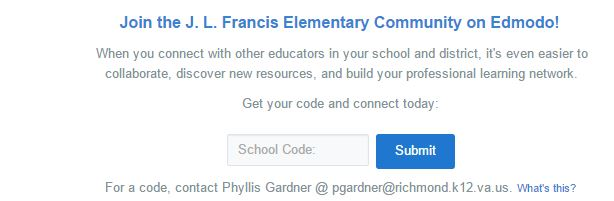 Join the J. L. Francis Elementary Community on Edmodo!
When you connect with other educators in your school and district, it's even easier to
collaborate, discover new resources, and build your professional learning network.
Get your code and connect today:
School Code: Submit
For a code, contact Phyllis Gardner @ pgardner@richmond.k12.va.us. What's this?